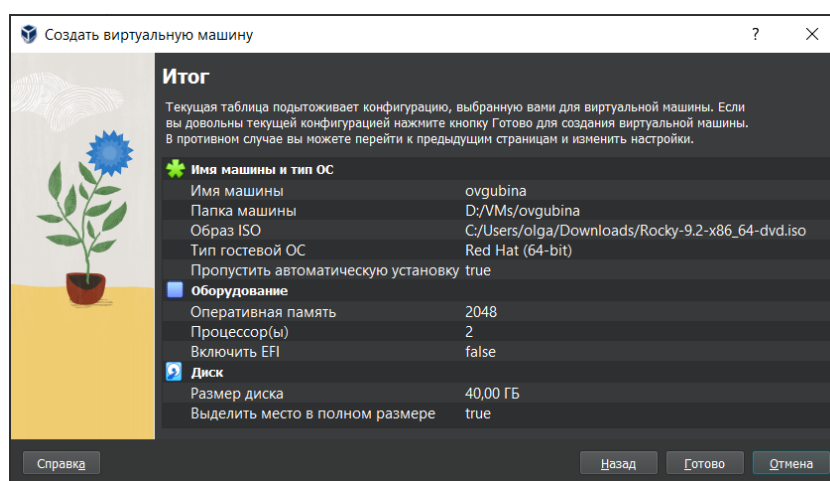 Создать виртуальную машину
?
Итог
Текущая таблица подытоживает конфигурацию, выбранную вами для виртуальной машины. Если
вы довольны текущей конфигурацией нажмите кнопку Готово для создания виртуальной машины.
В противном случае вы можете перейти к предыдущим страницам и изменить настройки.
Имя машины и тип ОС
Имя машины ovgubina
Папка машины D:/VMs/ovgubina
Образ ISO C:/Users/olga/Downloads/Rocky-9.2-x86_64-dvd.iso
Тип гостевой ОС Red Hat (64-bit)
Пропустить автоматическую установку true
Оборудование
Оперативная память 2048
Процессор(ы) 2
Включить EFI false
Диск
Размер диска 40,00 ГБ
Выделить место в полном размере true
Справка Назад Готово Отмена